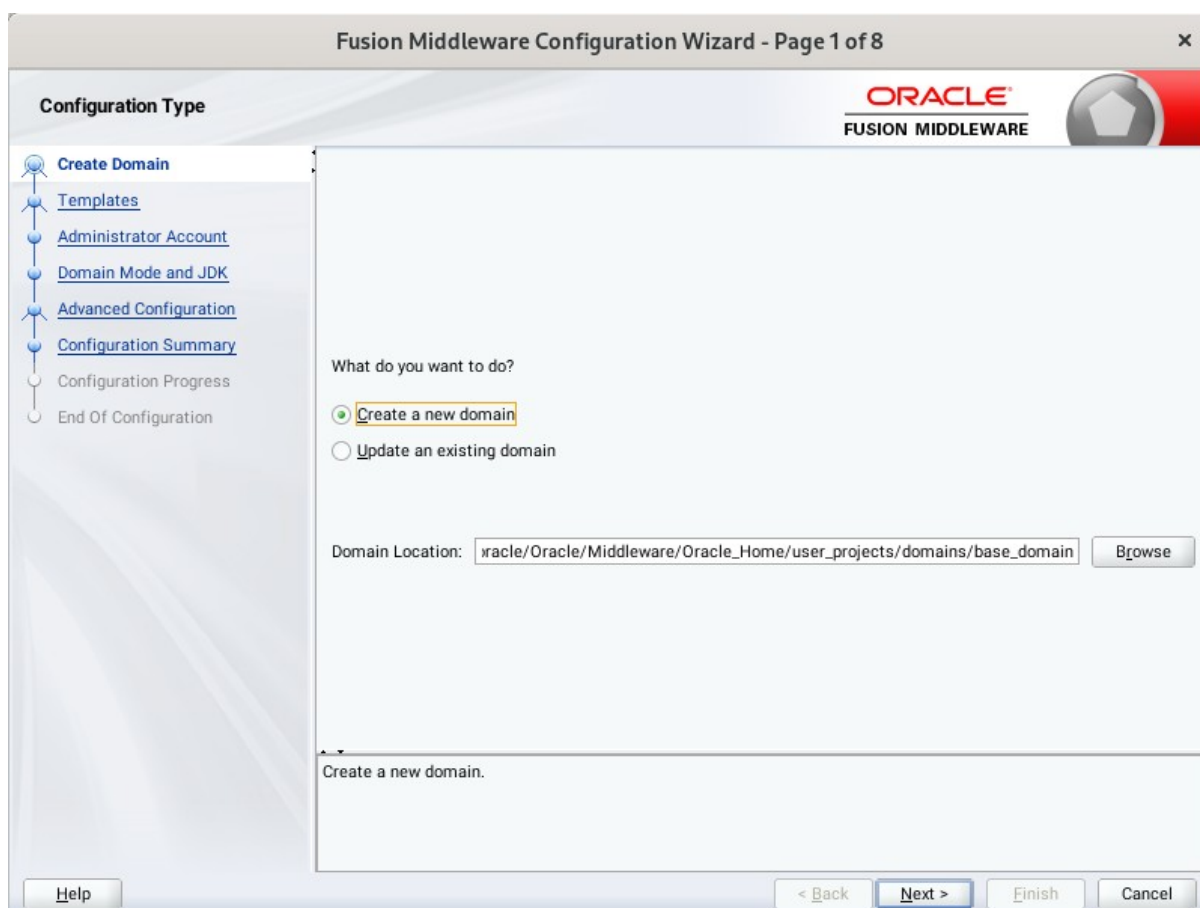 Fusion Middleware Configuration Wizard - Page 1 of 8
Configuration Type
ORACLE
FUSION MIDDLEWARE
Create Domain
Templates
Administrator Account
Domain Mode and JDK
Advanced Configuration
Configuration Summary
Configuration Progress
End Of Configuration
What do you want to do?
Create a new domain
Update an existing domain
Domain Location: racle/Oracle/Middleware/Oracle_Home/user_projects/domains/base_domain Browse
Create a new domain.
Help < Back Next > Finish Cancel